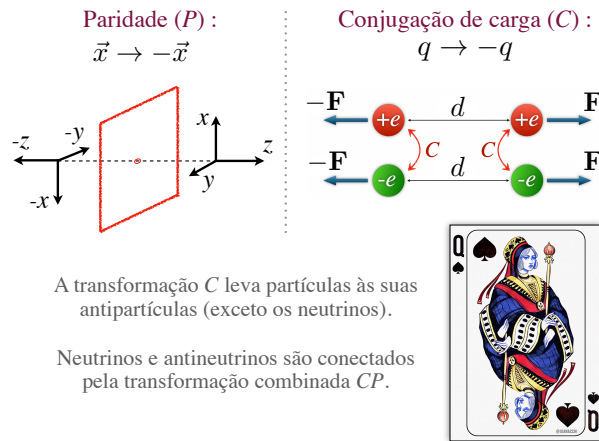 Paridade (P) :
x⃗ → −x⃗
-z
-y
-x
x
y
z
Conjugação de carga (C) :
q → −q
−F
+e
d
+e
F
C
C
−F
-e
d
-e
F
A transformação C leva partículas às suas
antipartículas (exceto os neutrinos).
Neutrinos e antineutrinos são conectados
pela transformação combinada CP.
Q
Q